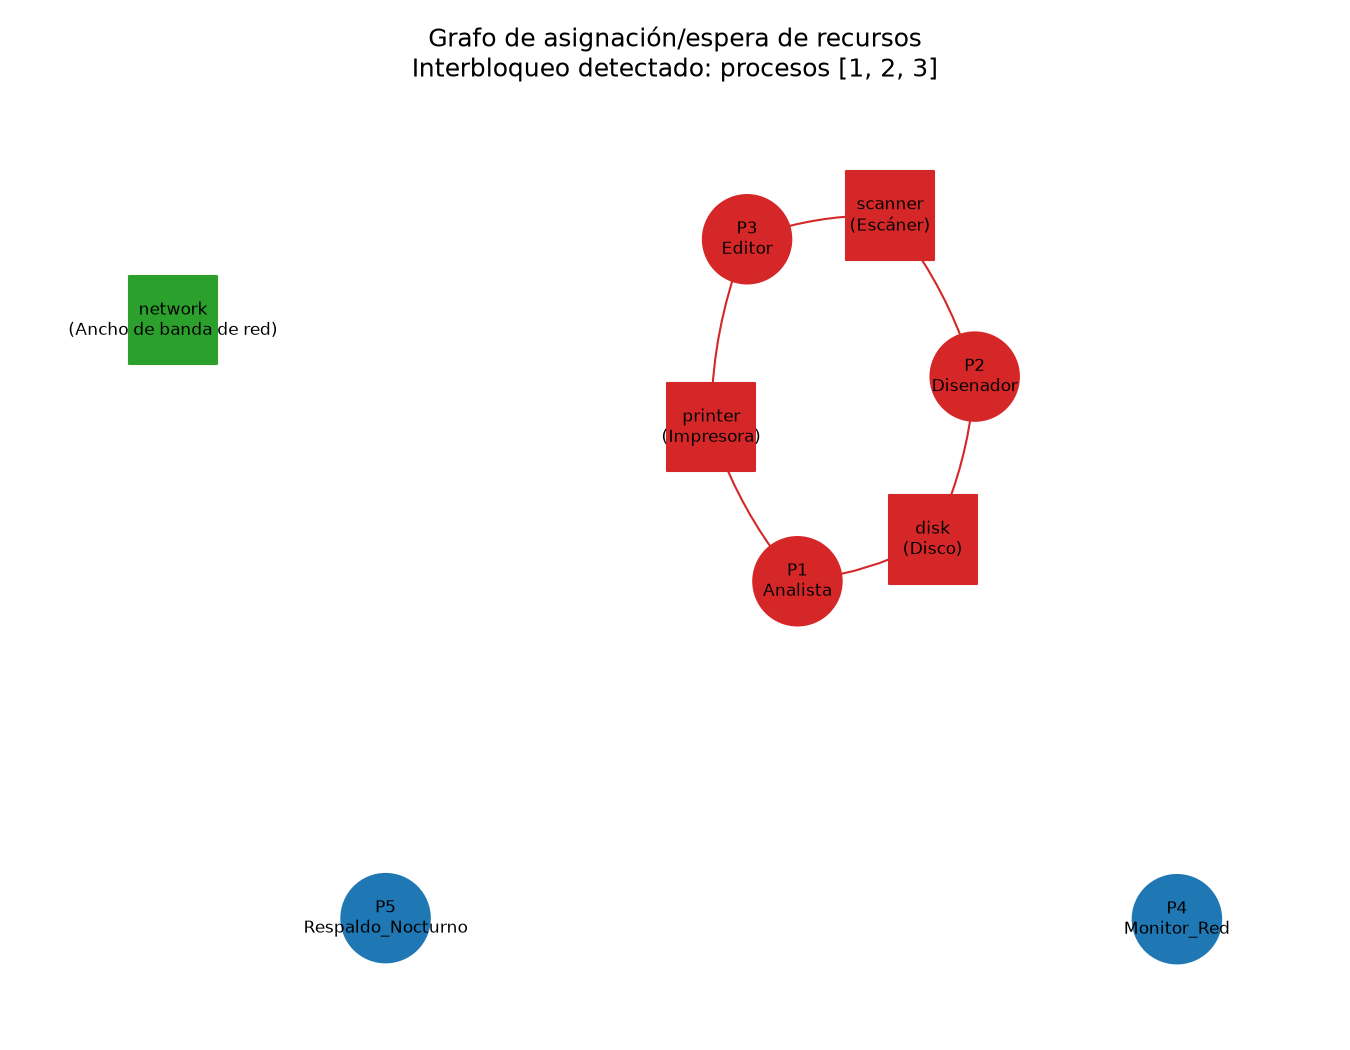 Grafo de asignación/espera de recursos
Interbloqueo detectado: procesos [1, 2, 3]
scanner
(Escáner)
P3
Editor
network
(Ancho de banda de red)
P2
Disenador
printer
(Impresora)
disk
(Disco)
P1
Analista
P5
Respaldo_Nocturno
P4
Monitor_Red